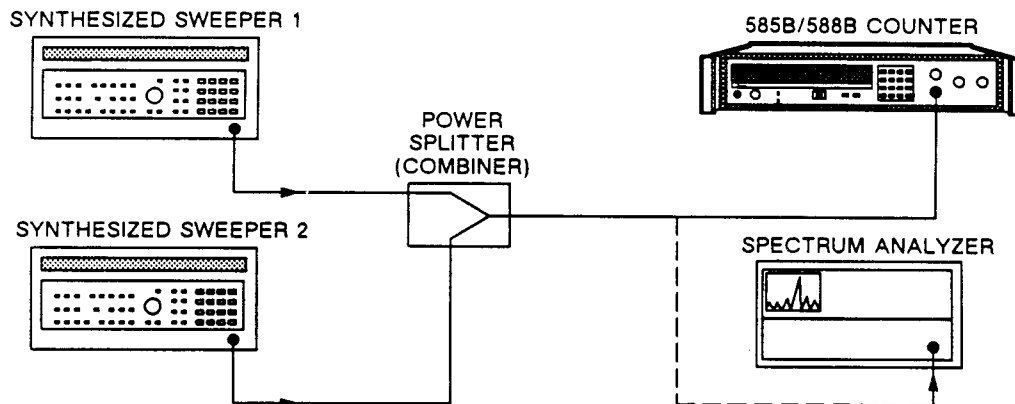 SYNTHESIZED SWEEPER 1
585B/588B COUNTER
POWER
SPLITTER
(COMBINER)
SYNTHESIZED SWEEPER 2
SPECTRUM ANALYZER